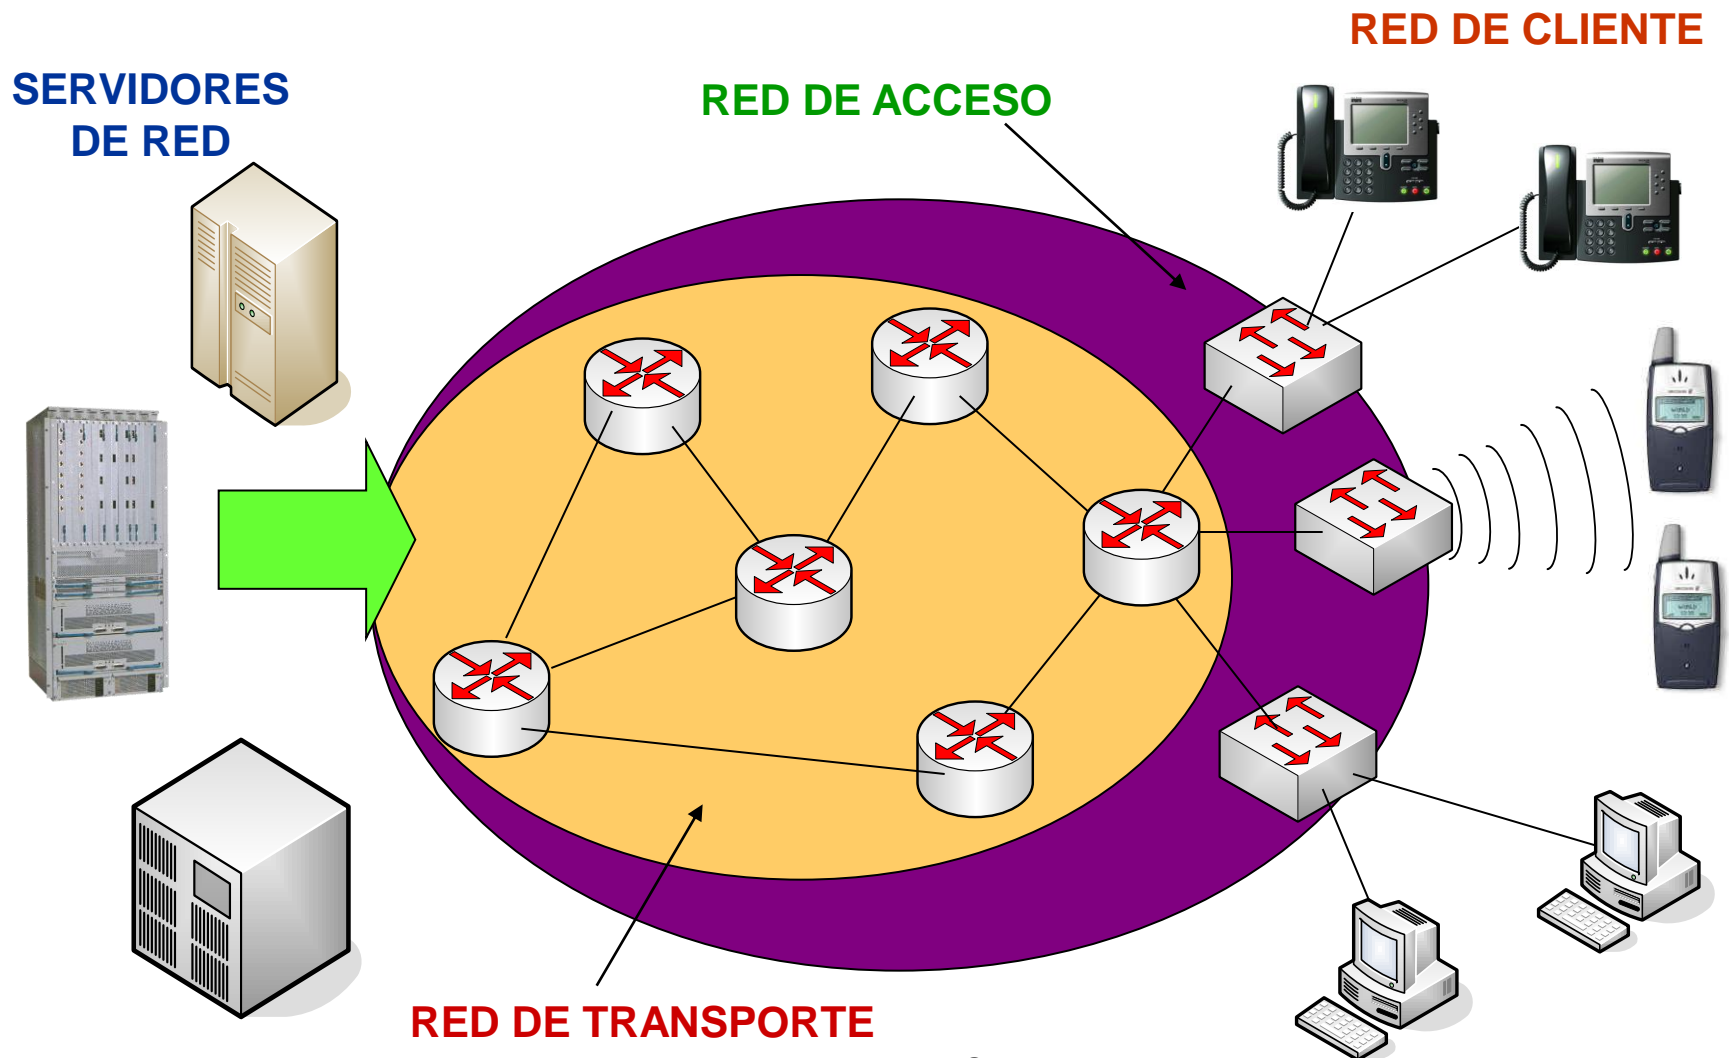 RED DE CLIENTE
SERVIDORES
DE RED
RED DE ACCESO
RED DE TRANSPORTE